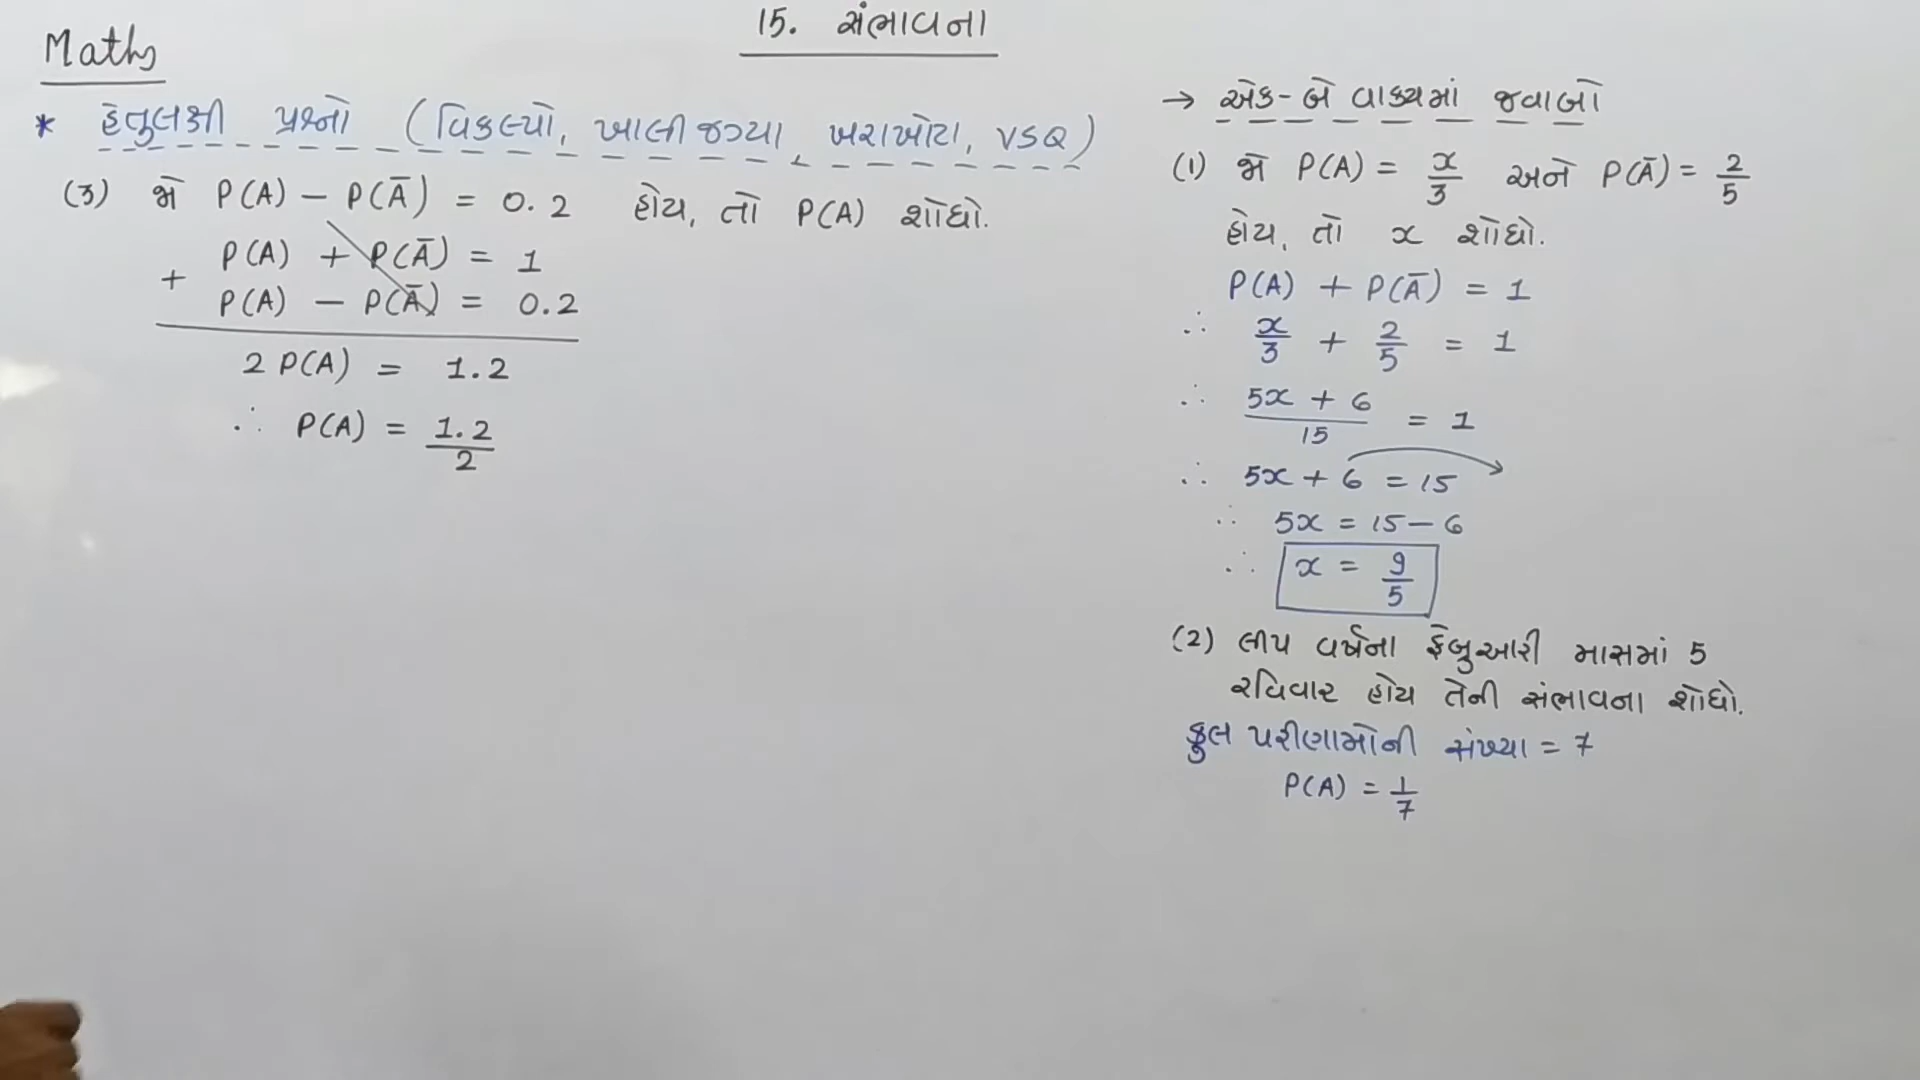 Maths
15. સંભાવના
* હેતુલક્ષી પ્રશ્નો (વિકલ્પો, ખાલી જગ્યા, ખરાખોટા, VSQ)
(3) જો P(A) - P(Ā) = 0.2 હોય, તો P(A) શોધો.
P(A) + P(Ā) = 1
+
P(A) - P(Ā) = 0.2
2 P(A) = 1.2
∴ P(A) = 1.2/2
→ એક-બે વાક્યમાં જવાબો
(1) જો P(A) = x/3 અને P(Ā) = 2/5
હોય, તો x શોધો.
P(A) + P(Ā) = 1
∴ x/3 + 2/5 = 1
∴ 5x + 6/15 = 1
∴ 5x + 6 = 15
∴ 5x = 15 - 6
∴ x = 9/5
(2) લીપ વર્ષના ફેબ્રુઆરી માસમાં 5
રવિવાર હોય તેની સંભાવના શોધો.
કુલ પરીણામોની સંખ્યા = 7
P(A) = 1/7